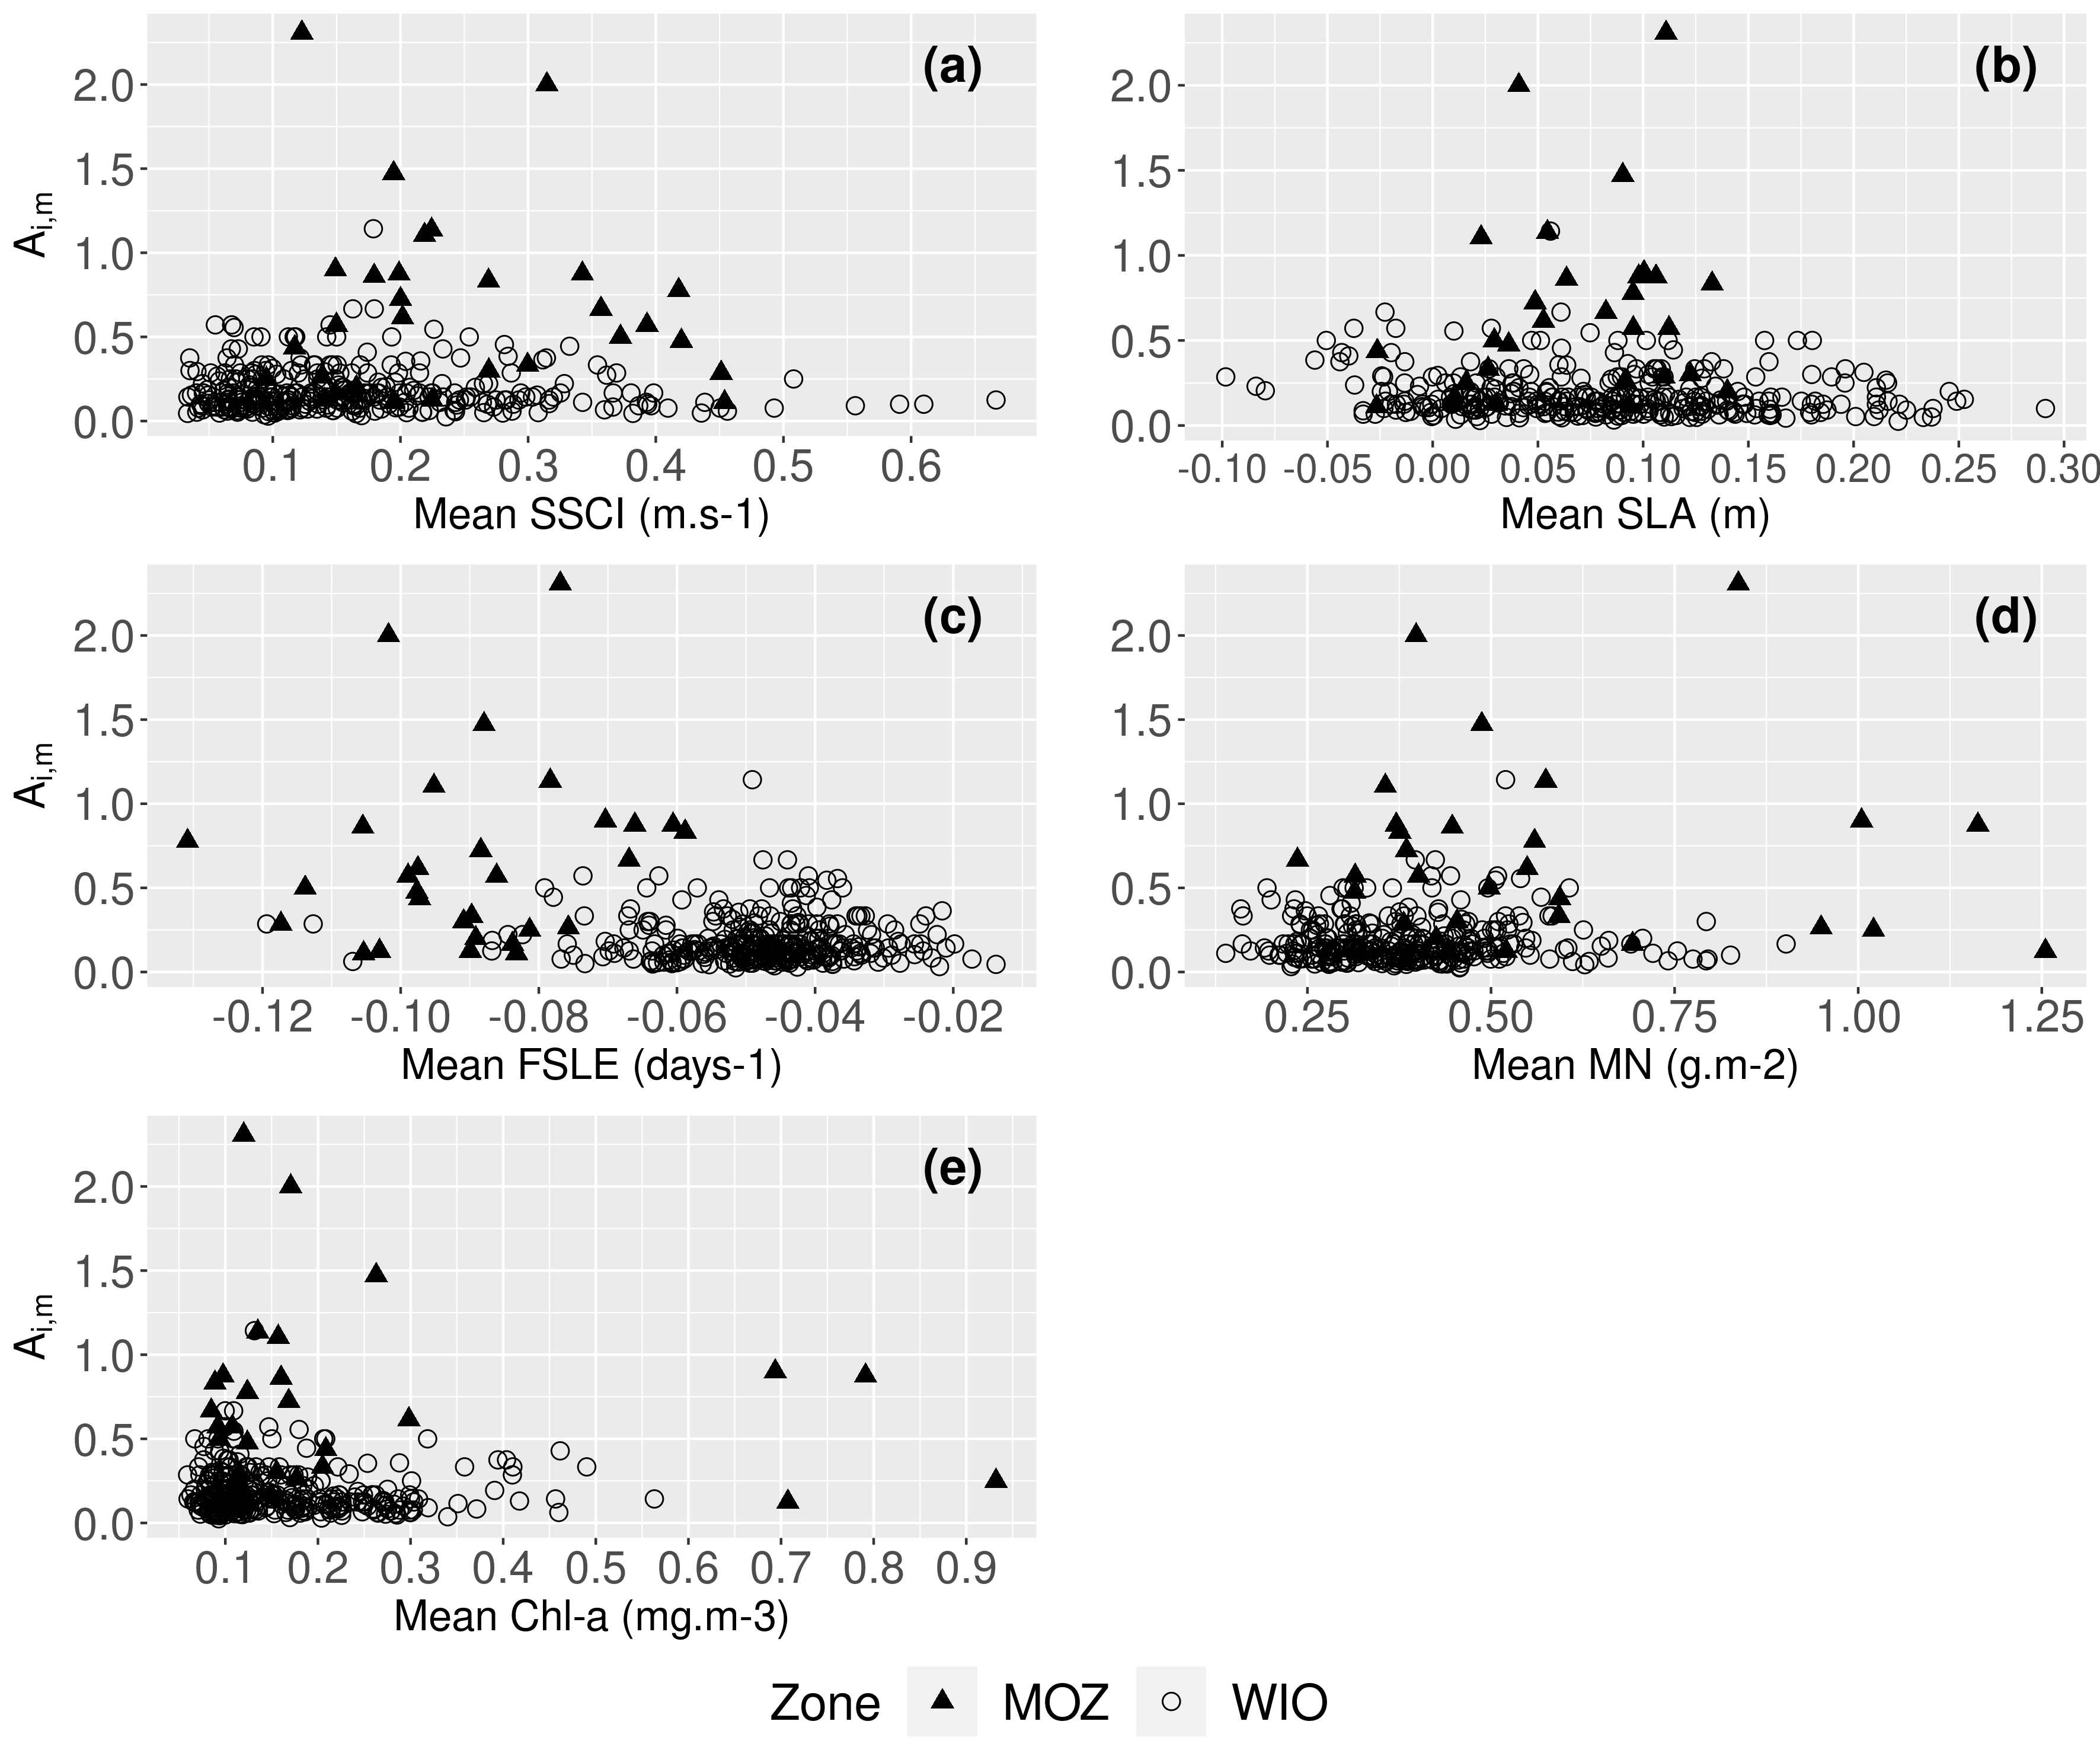 (a)
2.0
1.5
1.0
0.5
0.0
A i,m
0.1 0.2 0.3 0.4 0.5 0.6
Mean SSCI (m.s-1)
(b)
2.0
1.5
1.0
0.5
0.0
-0.10 -0.05 0.00 0.05 0.10 0.15 0.20 0.25 0.30
Mean SLA (m)
(c)
2.0
1.5
1.0
0.5
0.0
A i,m
-0.12 -0.10 -0.08 -0.06 -0.04 -0.02
Mean FSLE (days-1)
(d)
2.0
1.5
1.0
0.5
0.0
0.25 0.50 0.75 1.00 1.25
Mean MN (g.m-2)
(e)
2.0
1.5
1.0
0.5
0.0
A i,m
0.1 0.2 0.3 0.4 0.5 0.6 0.7 0.8 0.9
Mean Chl-a (mg.m-3)
Zone MOZ WIO